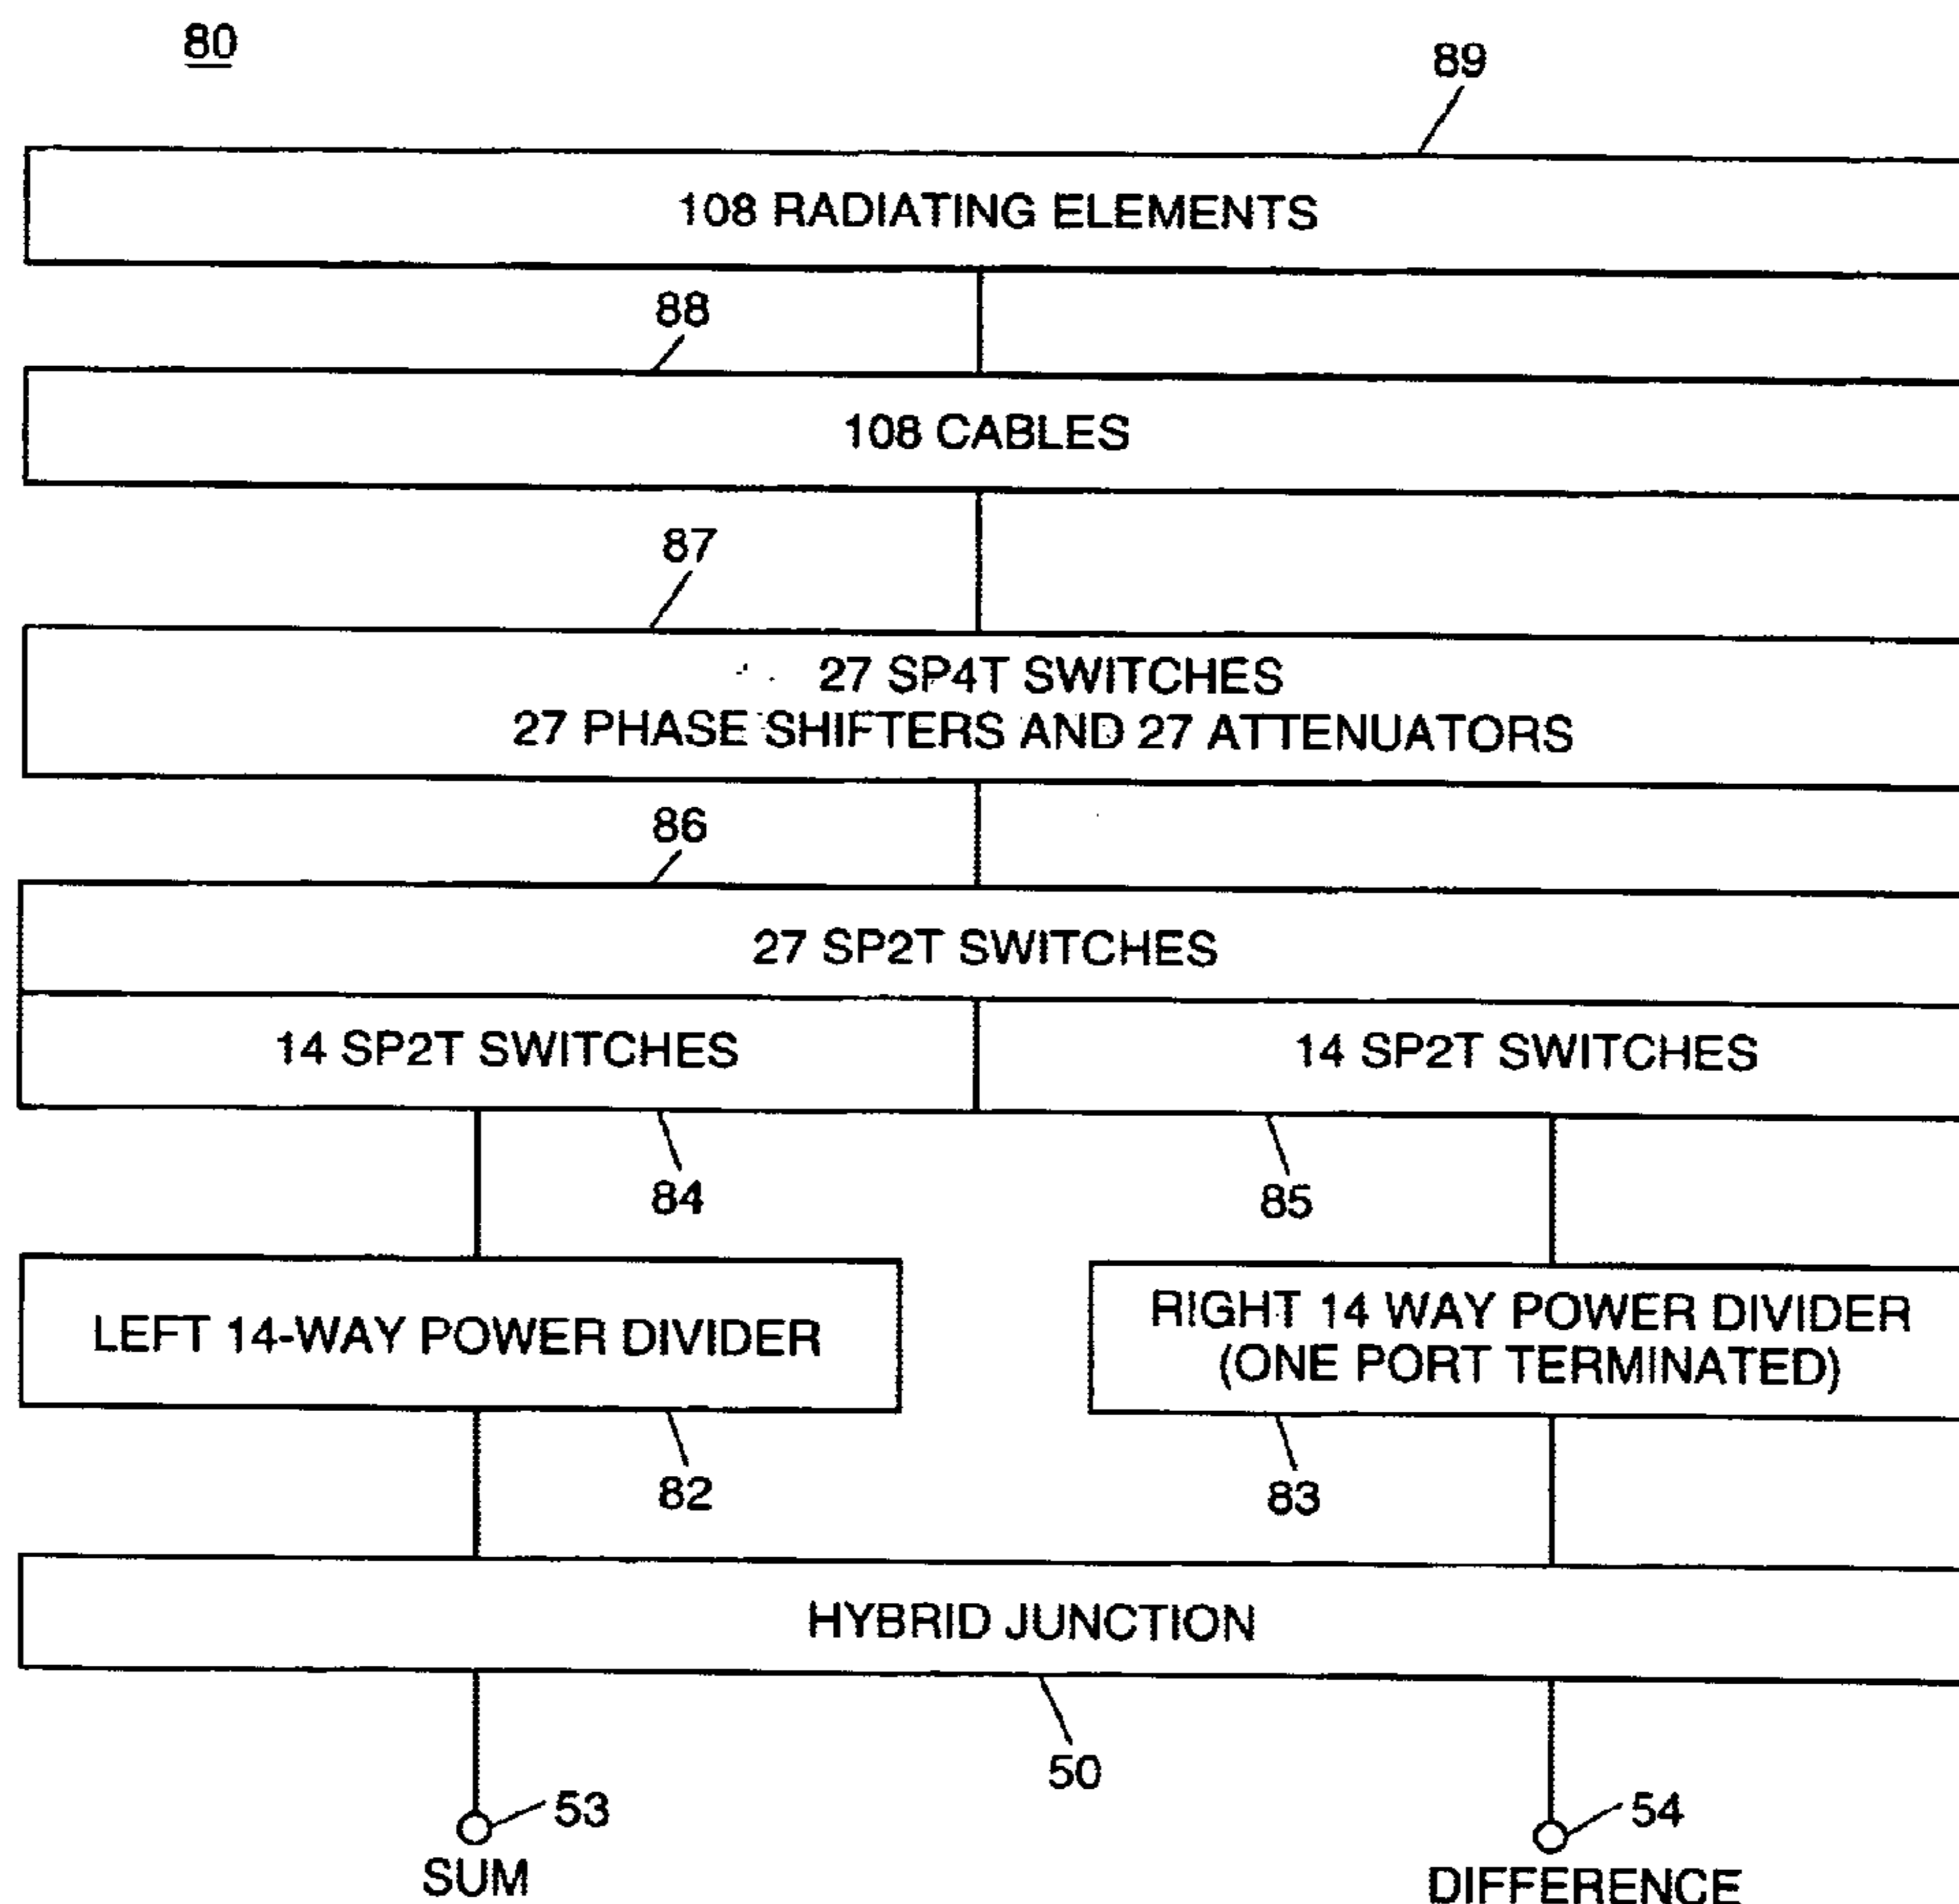 80
89
108 RADIATING ELEMENTS
88
108 CABLES
87
27 SP4T SWITCHES
27 PHASE SHIFTERS AND 27 ATTENUATORS
86
27 SP2T SWITCHES
14 SP2T SWITCHES
14 SP2T SWITCHES
84
85
LEFT 14-WAY POWER DIVIDER
RIGHT 14 WAY POWER DIVIDER
(ONE PORT TERMINATED)
82
83
HYBRID JUNCTION
50
53
54
SUM
DIFFERENCE